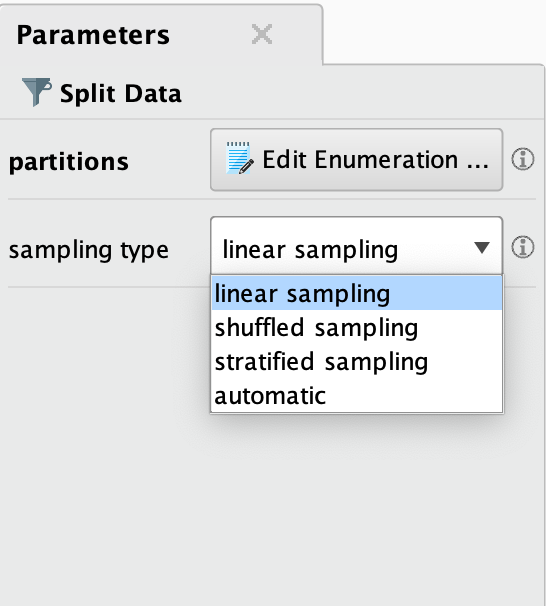 Parameters
Split Data
partitions
Edit Enumeration ...
sampling type
linear sampling
linear sampling
shuffled sampling
stratified sampling
automatic